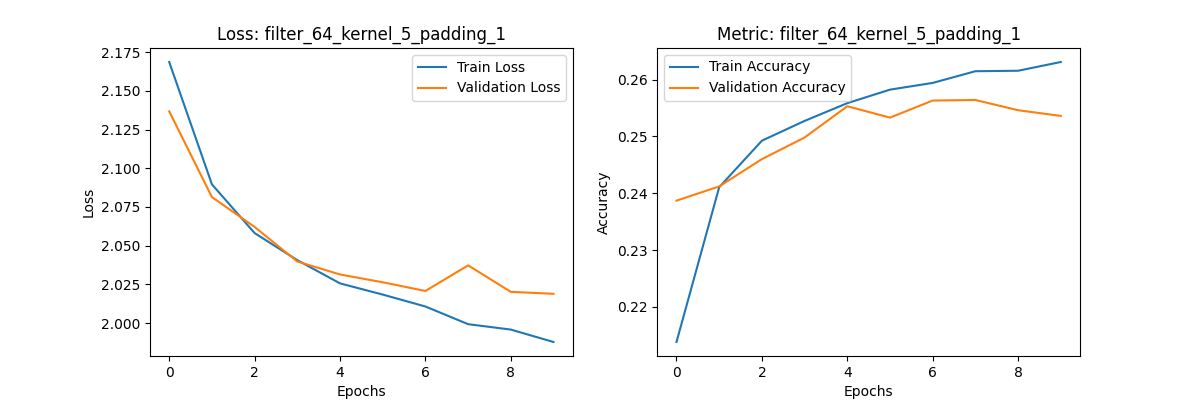 Loss: filter_64_kernel_5_padding_1
Train Loss
Validation Loss
2.175
2.150
2.125
2.100
2.075
2.050
2.025
2.000
Loss
0
2
4
6
8
Epochs
Metric: filter_64_kernel_5_padding_1
Train Accuracy
Validation Accuracy
0.26
0.25
0.24
0.23
0.22
Accuracy
0
2
4
6
8
Epochs